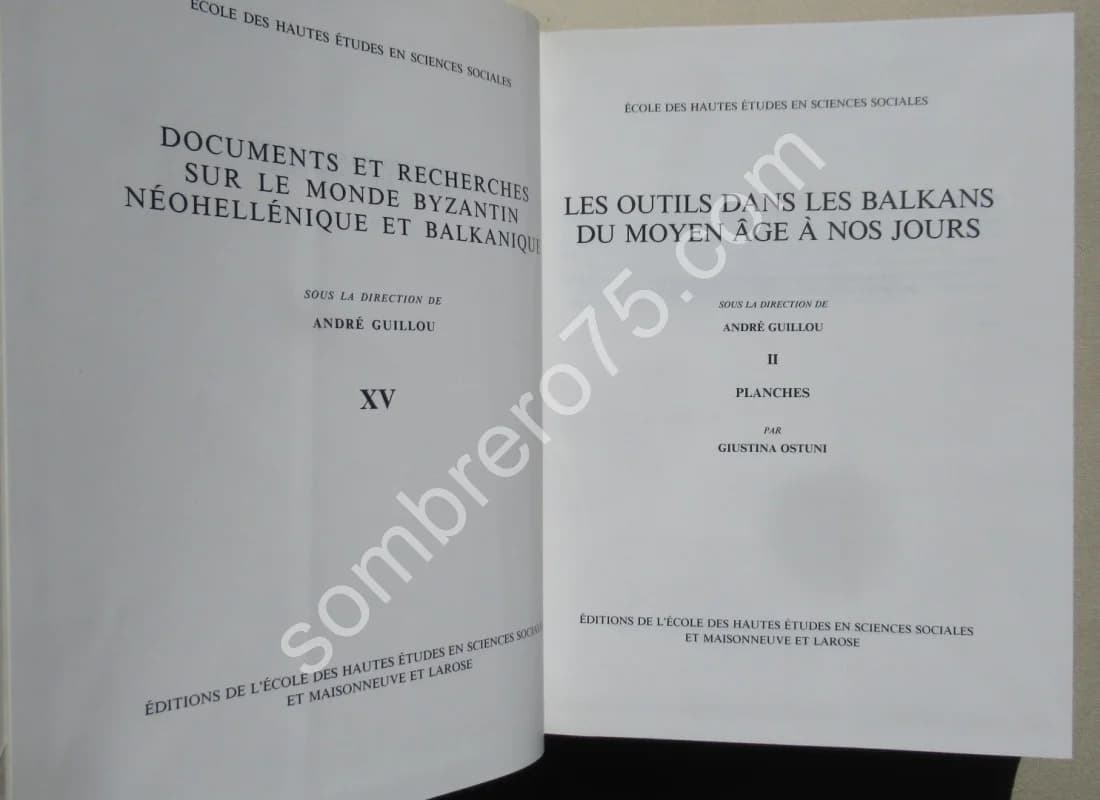 ÉCOLE DES HAUTES ÉTUDES EN SCIENCES SOCIALES
DOCUMENTS ET RECHERCHES
SUR LE MONDE BYZANTIN
NÉOHELLÉNIQUE ET BALKANIQUE
SOUS LA DIRECTION DE
ANDRÉ GUILLOU
XV
ÉDITIONS DE L'ÉCOLE DES HAUTES ÉTUDES EN SCIENCES SOCIALES
ET MAISONNEUVE ET LAROSE
ÉCOLE DES HAUTES ÉTUDES EN SCIENCES SOCIALES
LES OUTILS DANS LES BALKANS
DU MOYEN ÂGE À NOS JOURS
SOUS LA DIRECTION DE
ANDRÉ GUILLOU
II
PLANCHES
PAR
GIUSTINA OSTUNI
ÉDITIONS DE L'ÉCOLE DES HAUTES ÉTUDES EN SCIENCES SOCIALES
ET MAISONNEUVE ET LAROSE
sombrero75.com